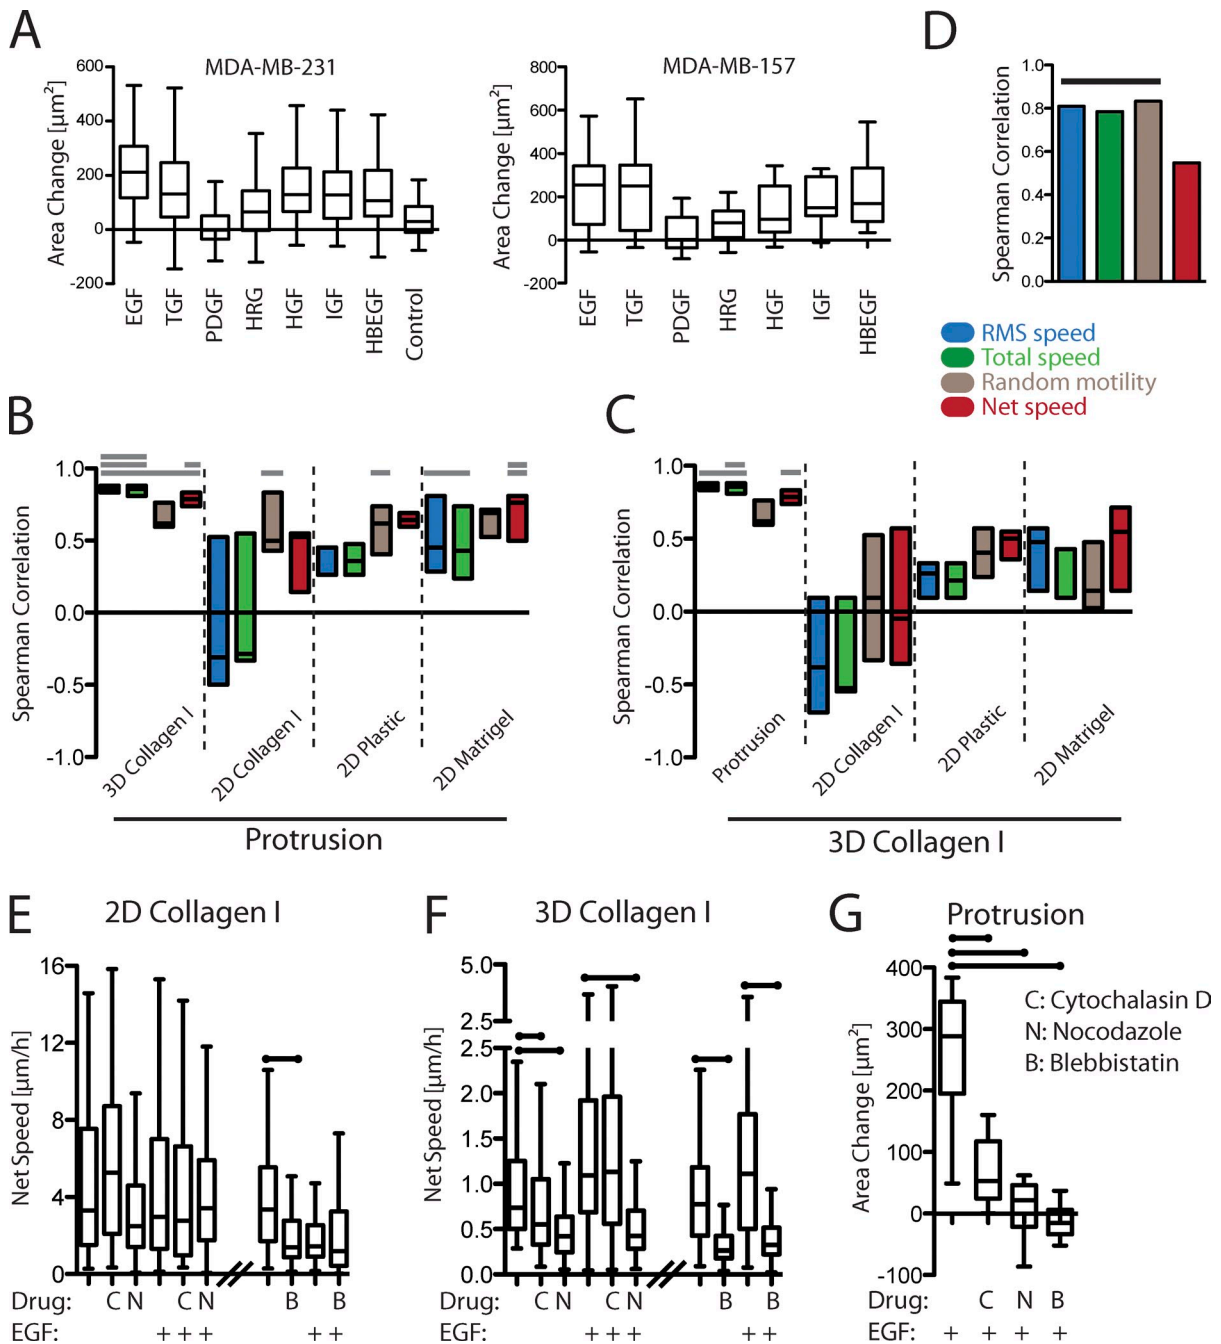 A
MDA-MB-231
Area Change [µm²]
600
400
200
0
-200
EGF
TGF
PDGF
HRG
HGF
IGF
HBEGF
Control
MDA-MB-157
Area Change [µm²]
800
600
400
200
0
-200
EGF
TGF
PDGF
HRG
HGF
IGF
HBEGF
D
Spearman Correlation
1.0
0.8
0.6
0.4
0.2
0.0
RMS speed
Total speed
Random motility
Net speed
B
Spearman Correlation
1.0
0.5
0.0
-0.5
-1.0
3D Collagen I
2D Collagen I
2D Plastic
2D Matrigel
Protrusion
C
Spearman Correlation
1.0
0.5
0.0
-0.5
-1.0
Protrusion
2D Collagen I
2D Plastic
2D Matrigel
3D Collagen I
E
2D Collagen I
Net Speed [µm/h]
16
12
8
4
0
Drug: C N C N B B
EGF: + + + + +
F
3D Collagen I
Net Speed [µm/h]
5.0
2.5
2.5
2.0
1.5
1.0
0.5
0.0
Drug: C N C N B B
EGF: + + + + +
G
Protrusion
Area Change [µm²]
400
300
200
100
0
-100
C: Cytochalasin D
N: Nocodazole
B: Blebbistatin
Drug: C N B
EGF: + + + +